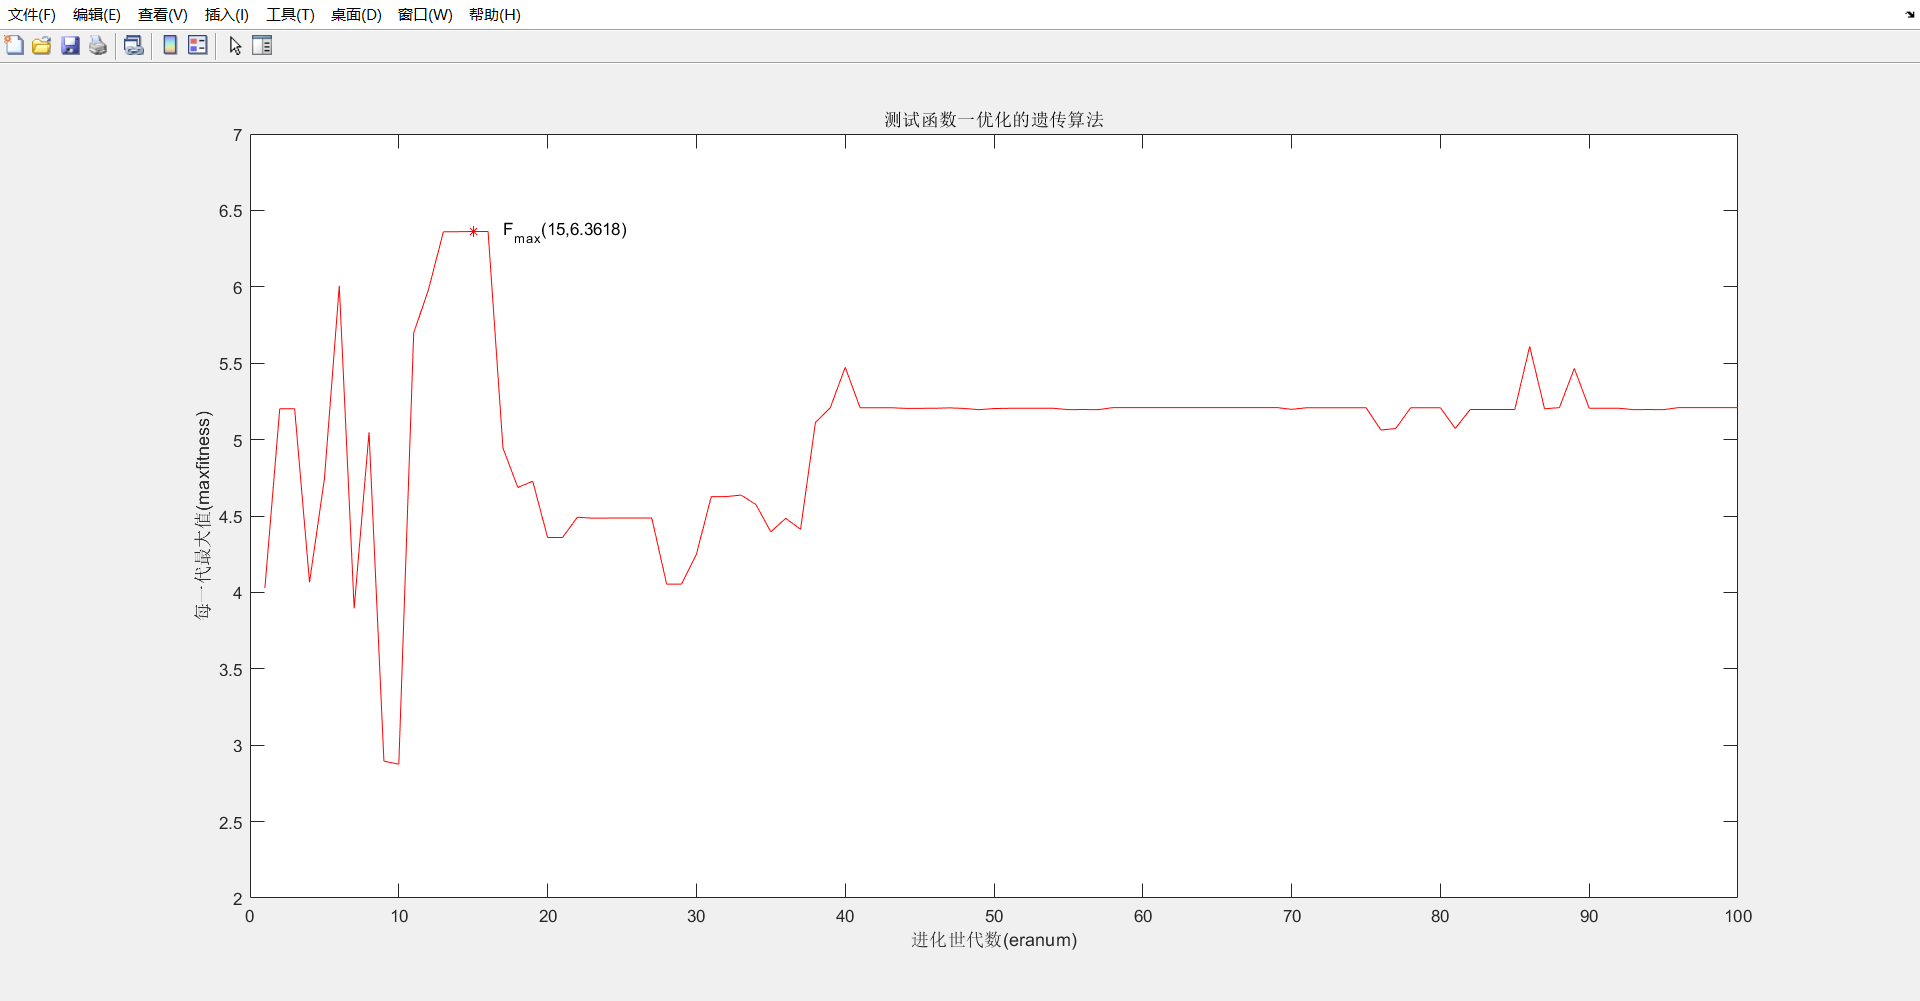 文件(F) 编辑(E) 查看(V) 插入(I) 工具(T) 桌面(D) 窗口(W) 帮助(H)
测试函数一优化的遗传算法
7
6.5
6
5.5
5
4.5
4
3.5
3
2.5
2
每一代最大值(maxfitness)
Fmax(15,6.3618)
0 10 20 30 40 50 60 70 80 90 100
进化世代数(eranum)